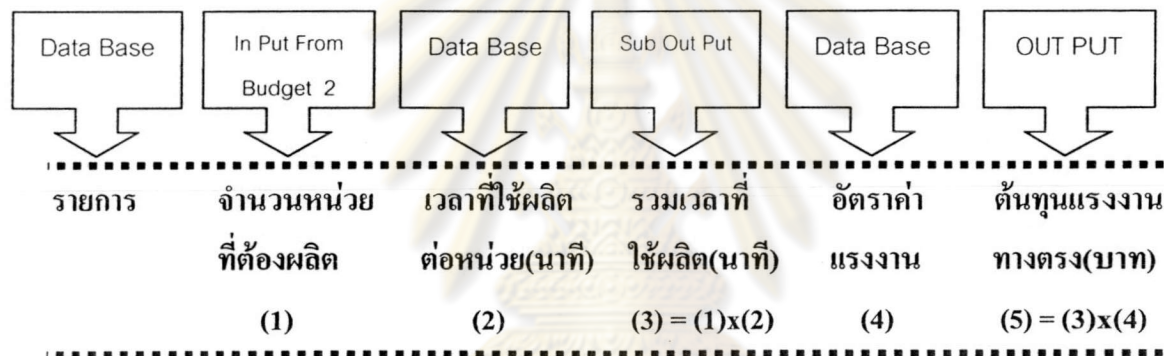 Data Base
In Put From
Budget 2
Data Base
Sub Out Put
Data Base
OUT PUT
รายการ จำนวนหน่วย เวลาที่ใช้ผลิต รวมเวลาที่ อัตราค่า ต้นทุนแรงงาน
ที่ต้องผลิต ต่อหน่วย(นาที) ใช้ผลิต(นาที) แรงงาน ทางตรง(บาท)
(1) (2) (3) = (1)x(2) (4) (5) = (3)x(4)